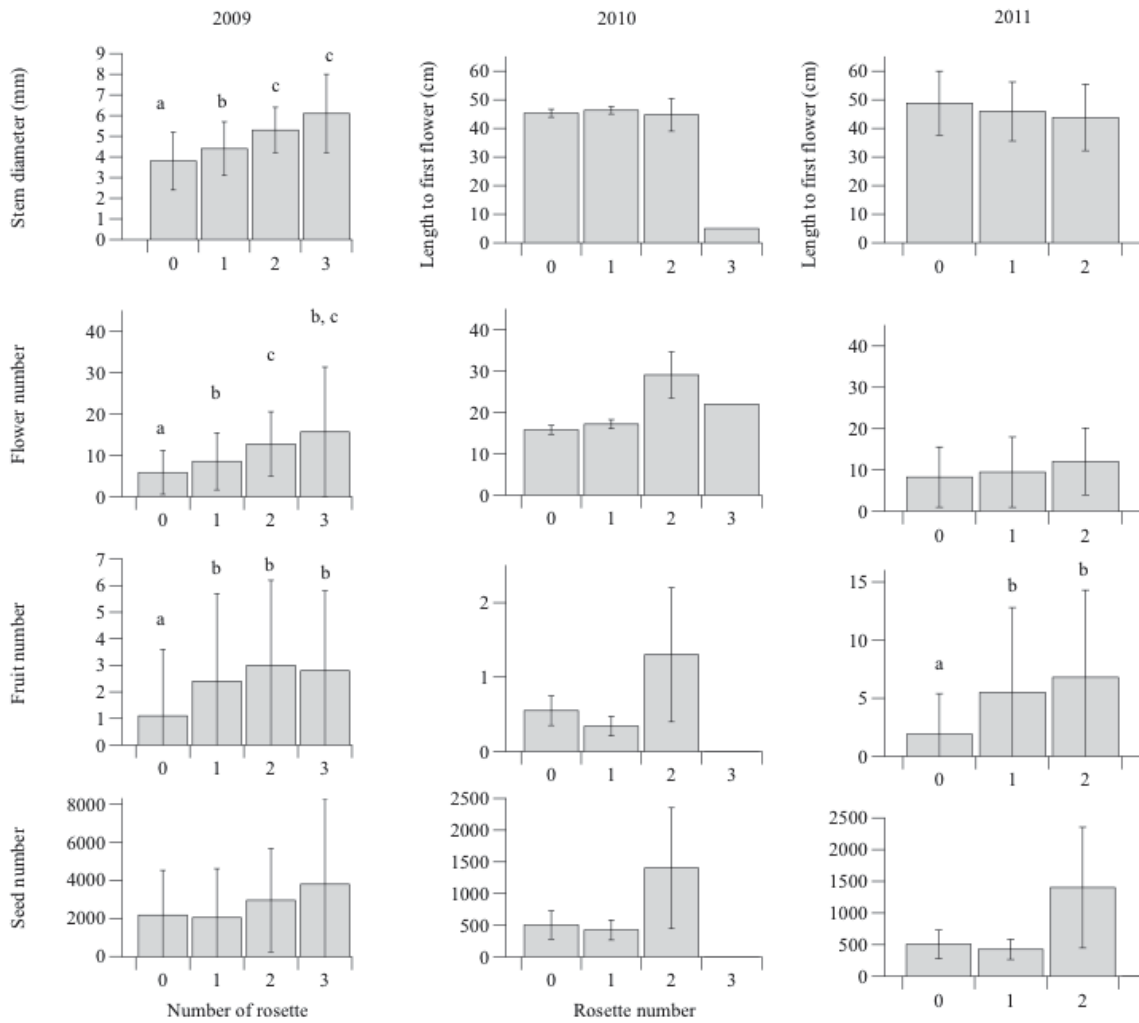 2009 2010 2011
Stem diameter (mm)
9
8
7
6
5
4
3
2
1
0
a b c c
0 1 2 3
Length to first flower (cm)
60
50
40
30
20
10
0
0 1 2 3
Length to first flower (cm)
60
50
40
30
20
10
0
0 1 2
Flower number
40
30
20
10
0
a b c b, c
0 1 2 3
40
30
20
10
0
0 1 2 3
40
30
20
10
0
0 1 2
Fruit number
7
6
5
4
3
2
1
0
a b b b
0 1 2 3
2
1
0
0 1 2 3
15
10
5
0
a b b
0 1 2
Seed number
8000
6000
4000
2000
0
0 1 2 3
Number of rosette
2500
2000
1500
1000
500
0
0 1 2 3
Rosette number
2500
2000
1500
1000
500
0
0 1 2